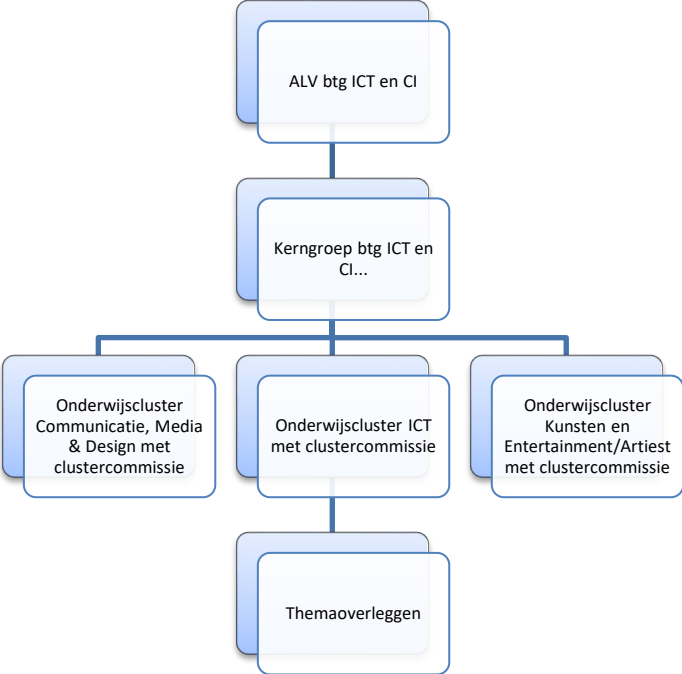 ALV btg ICT en CI
Kerngroep btg ICT en
CI...
Onderwijscluster
Communicatie, Media
& Design met
clustercommissie
Onderwijscluster ICT
met clustercommissie
Onderwijscluster
Kunsten en
Entertainment/Artiest
met clustercommissie
Themaoverleggen